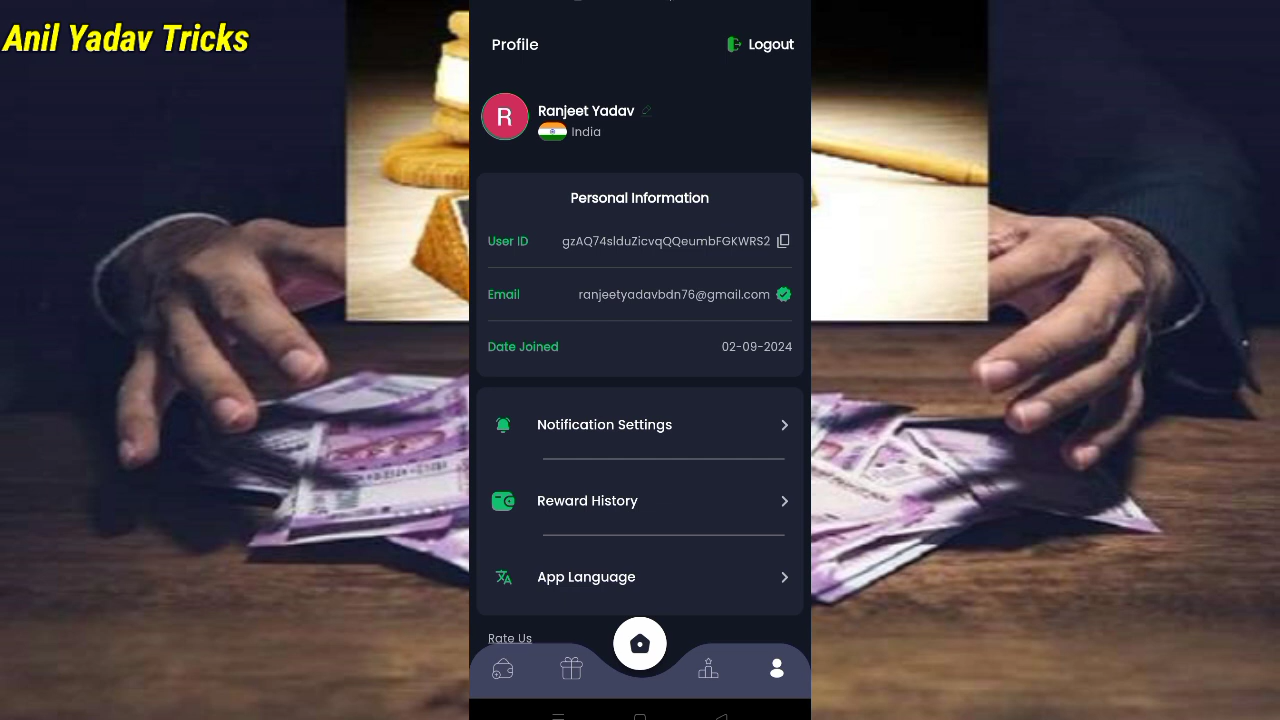 Anil Yadav Tricks
Profile
Logout
R
Ranjeet Yadav
India
Personal Information
User ID
gzAQ74slduZicvqQQeumbFGKWRS2
Email
ranjeetyadavbdn76@gmail.com
Date Joined
02-09-2024
Notification Settings
Reward History
App Language
Rate Us